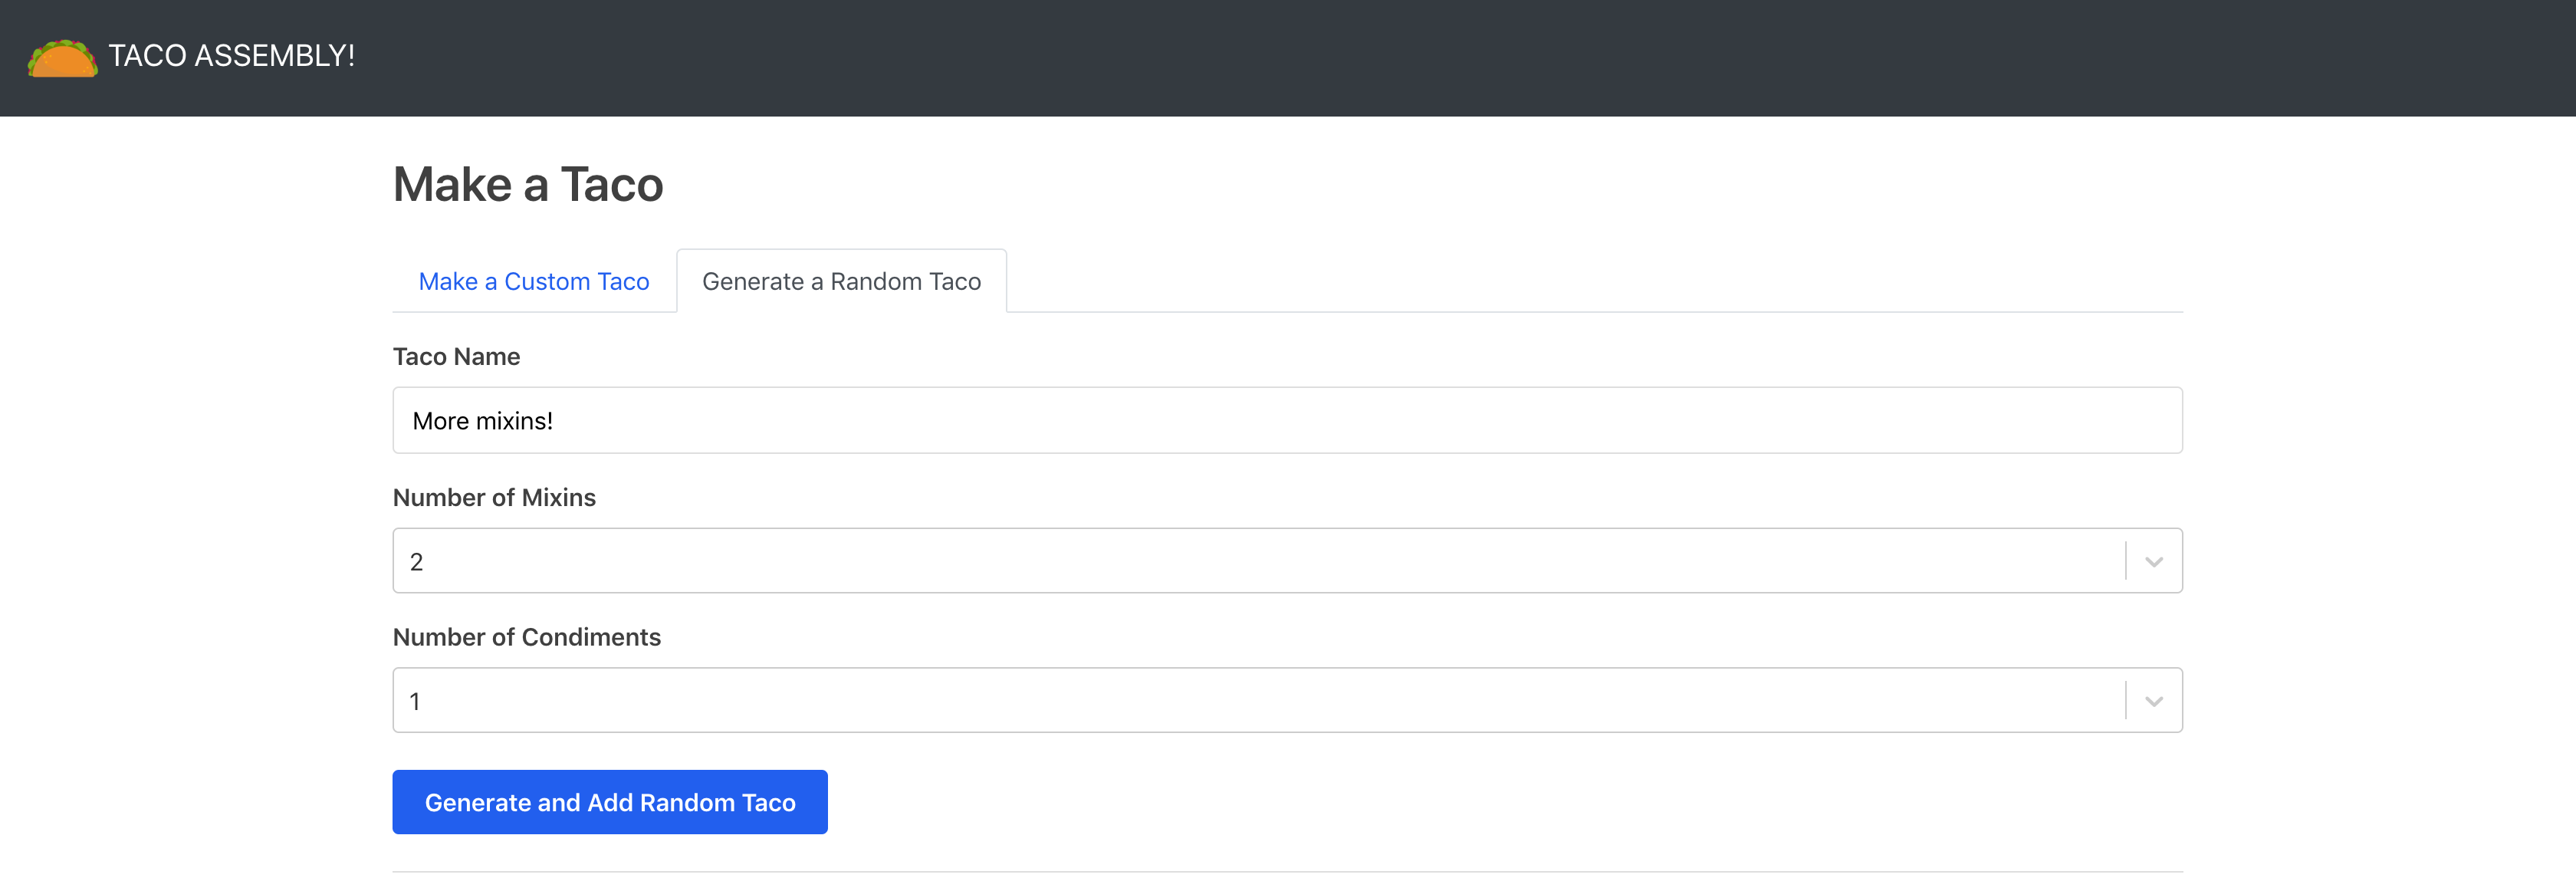 TACO ASSEMBLY!
Make a Taco
Make a Custom Taco
Generate a Random Taco
Taco Name
More mixins!
Number of Mixins
2
Number of Condiments
1
Generate and Add Random Taco